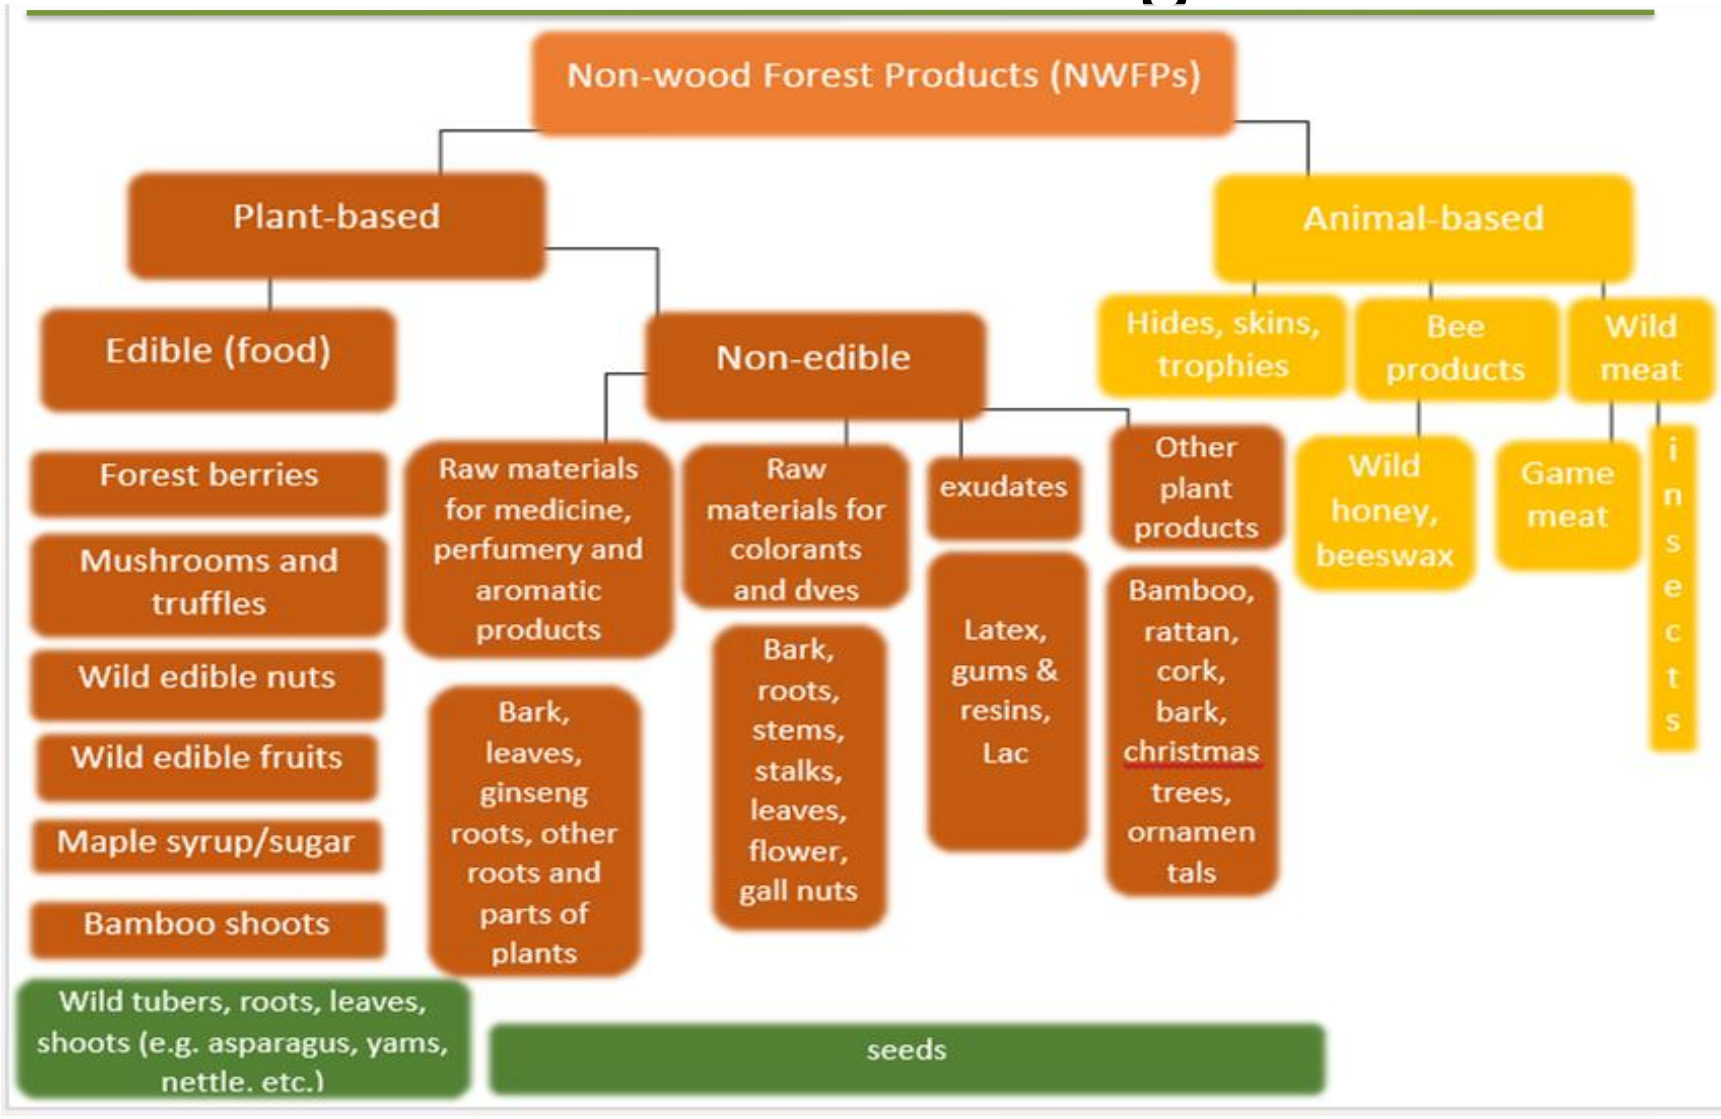 Non-wood Forest Products (NWFPs)
Plant-based
Animal-based
Edible (food)
Non-edible
Hides, skins,
trophies
Bee
products
Wild
meat
Forest berries
Mushrooms and
truffles
Wild edible nuts
Wild edible fruits
Maple syrup/sugar
Bamboo shoots
Wild tubers, roots, leaves,
shoots (e.g. asparagus, yams,
nettle. etc.)
Raw materials
for medicine,
perfumery and
aromatic
products
Bark,
leaves,
ginseng
roots, other
roots and
parts of
plants
Raw
materials for
colorants
and dves
Bark,
roots,
stems,
stalks,
leaves,
flower,
gall nuts
exudates
Latex,
gums &
resins,
Lac
Other
plant
products
Bamboo,
rattan,
cork,
bark,
christmas
trees,
ornamen
tals
Wild
honey,
beeswax
Game
meat
i
n
s
e
c
t
s
seeds